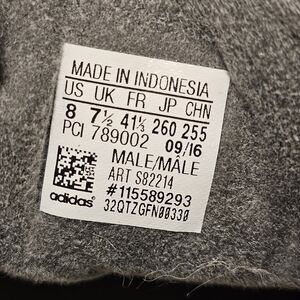 MADE IN INDONESIA
US UK FR JP CHN
8 7½ 41⅓ 260 255
PCI 789002 09/16
MALE/MÂLE
ART S82214
#115589293
adidas 32QTZGFN00330